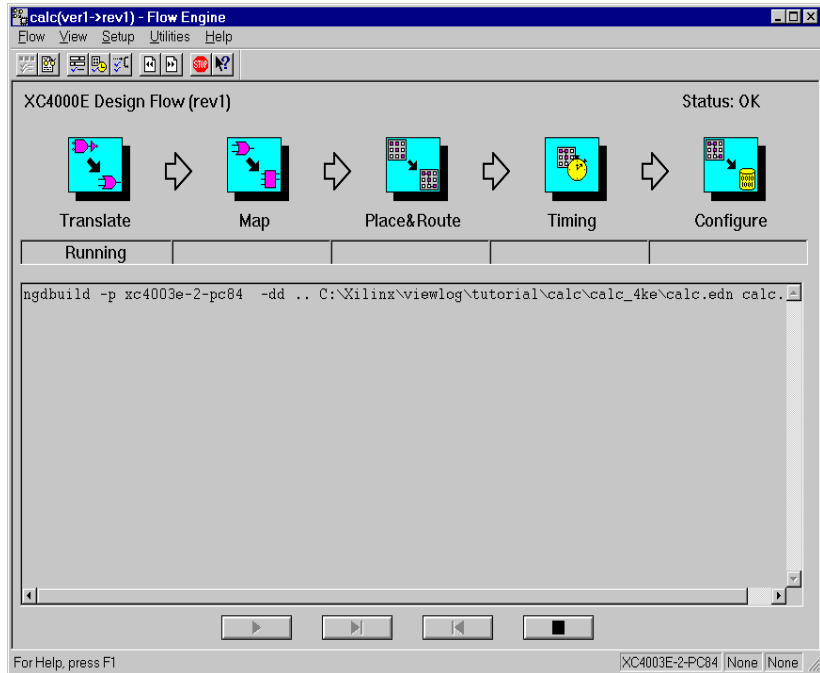 calc(ver1->rev1) - Flow Engine
Flow View Setup Utilities Help
XC4000E Design Flow (rev1) Status: OK
Translate Map Place&Route Timing Configure
Running
ngdbuild -p xc4003e-2-pc84 -dd .. C:\Xilinx\viewlog\tutorial\calc\calc_4ke\calc.edn calc.
For Help, press F1 XC4003E-2-PC84 None None